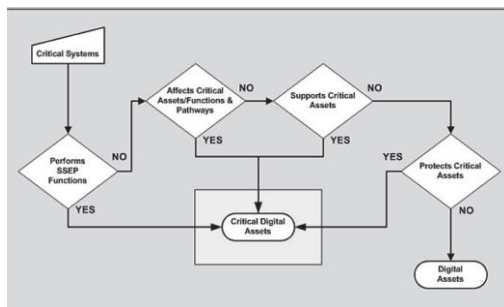 Critical Systems
Affects Critical
Assets/Functions &
Pathways
NO
Supports Critical
Assets
NO
YES
YES
Performs
SSEP
Functions
NO
YES
YES
Protects Critical
Assets
NO
Critical Digital
Assets
Digital
Assets